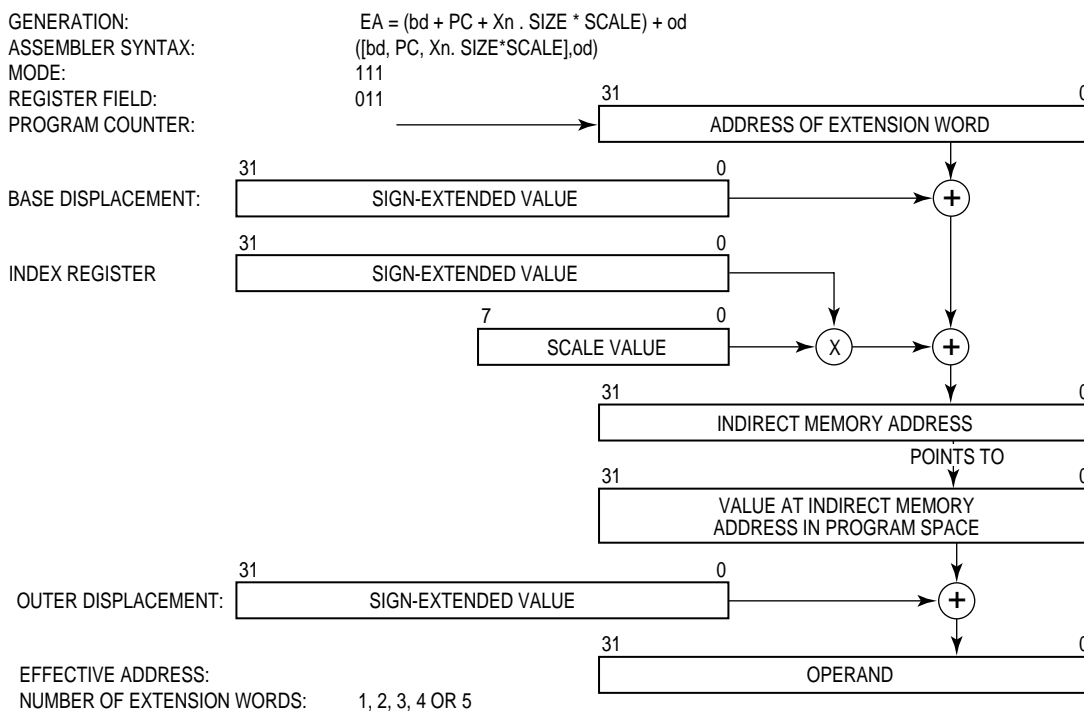 GENERATION: EA = (bd + PC + Xn . SIZE * SCALE) + od
ASSEMBLER SYNTAX: ([bd, PC, Xn. SIZE*SCALE],od)
MODE: 111
REGISTER FIELD: 011
31 0
PROGRAM COUNTER: ADDRESS OF EXTENSION WORD
31 0
BASE DISPLACEMENT: SIGN-EXTENDED VALUE +
31 0
INDEX REGISTER SIGN-EXTENDED VALUE
7 0
SCALE VALUE X +
31 0
INDIRECT MEMORY ADDRESS
POINTS TO
31 0
VALUE AT INDIRECT MEMORY
ADDRESS IN PROGRAM SPACE
31 0
OUTER DISPLACEMENT: SIGN-EXTENDED VALUE +
31 0
EFFECTIVE ADDRESS: OPERAND
NUMBER OF EXTENSION WORDS: 1, 2, 3, 4 OR 5